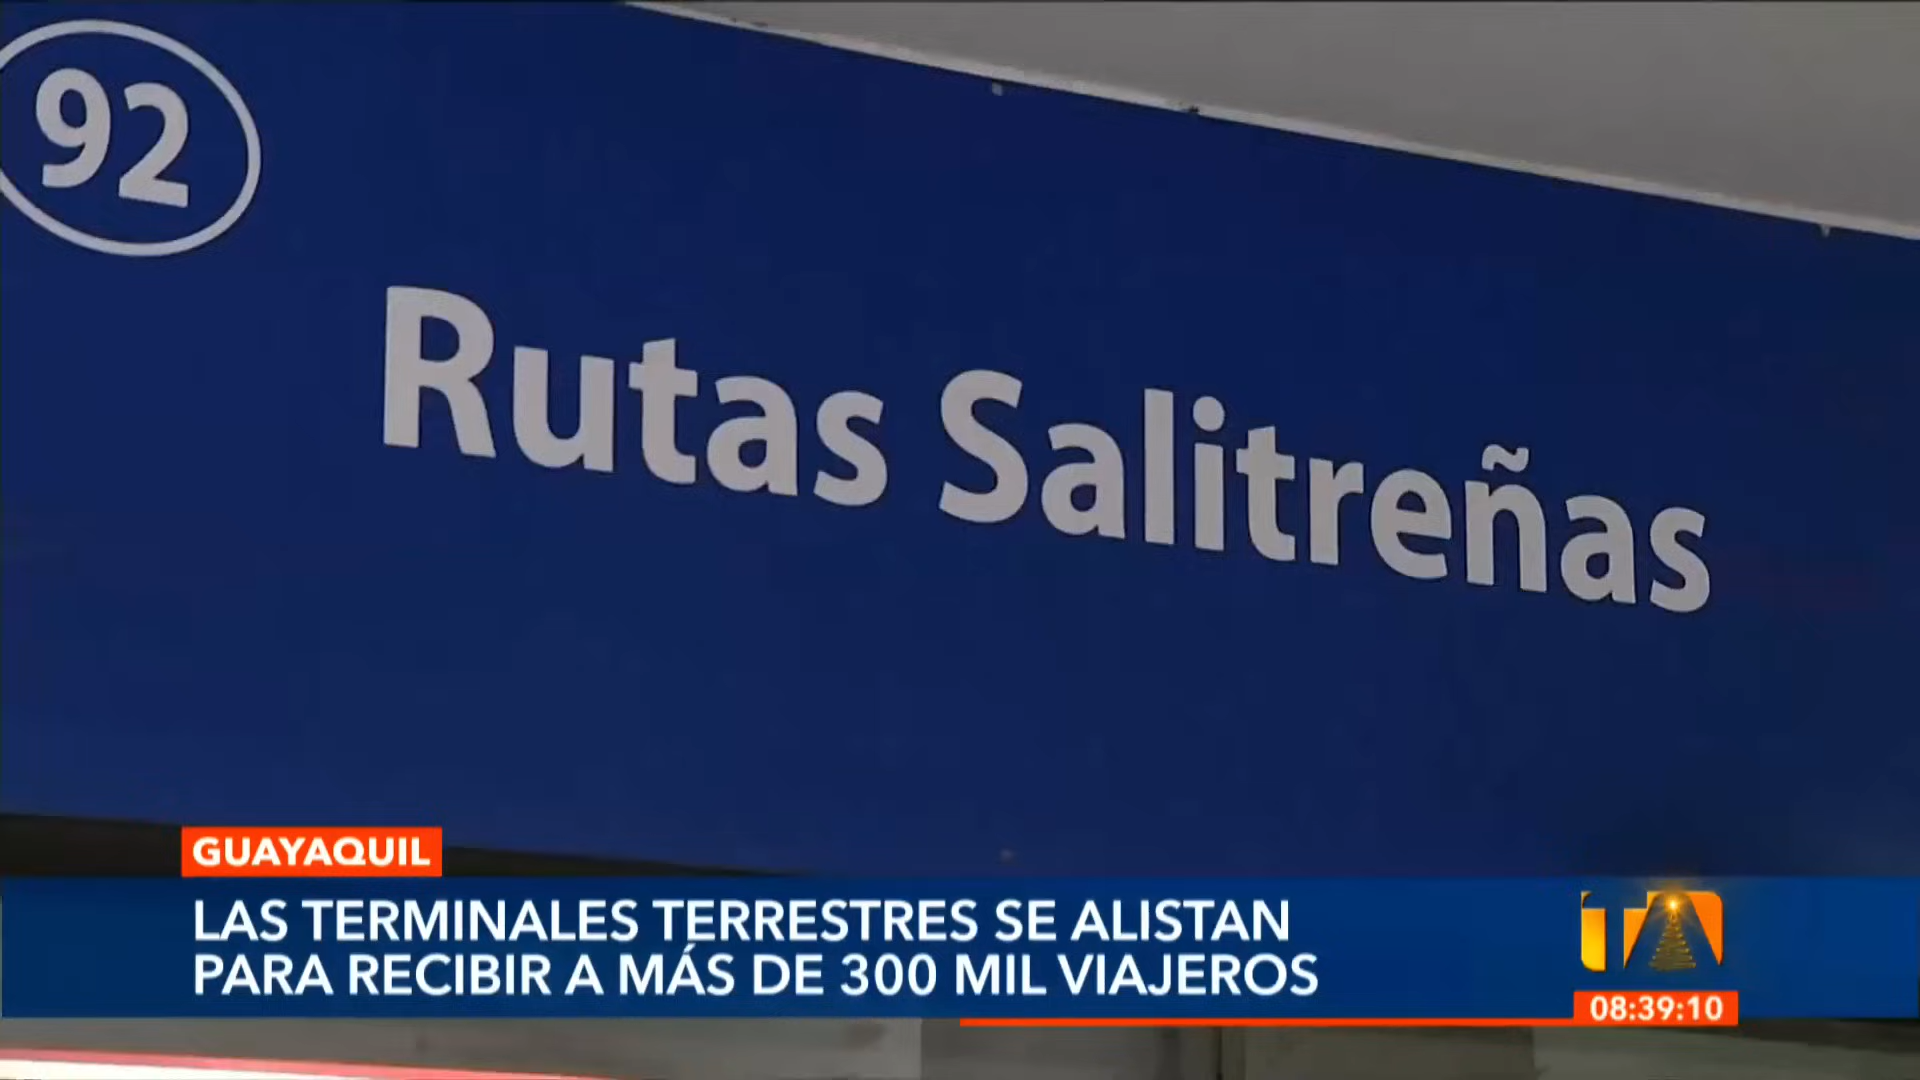 92
Rutas Salitreñas
GUAYAQUIL
LAS TERMINALES TERRESTRES SE ALISTAN
PARA RECIBIR A MÁS DE 300 MIL VIAJEROS
TA
08:39:10